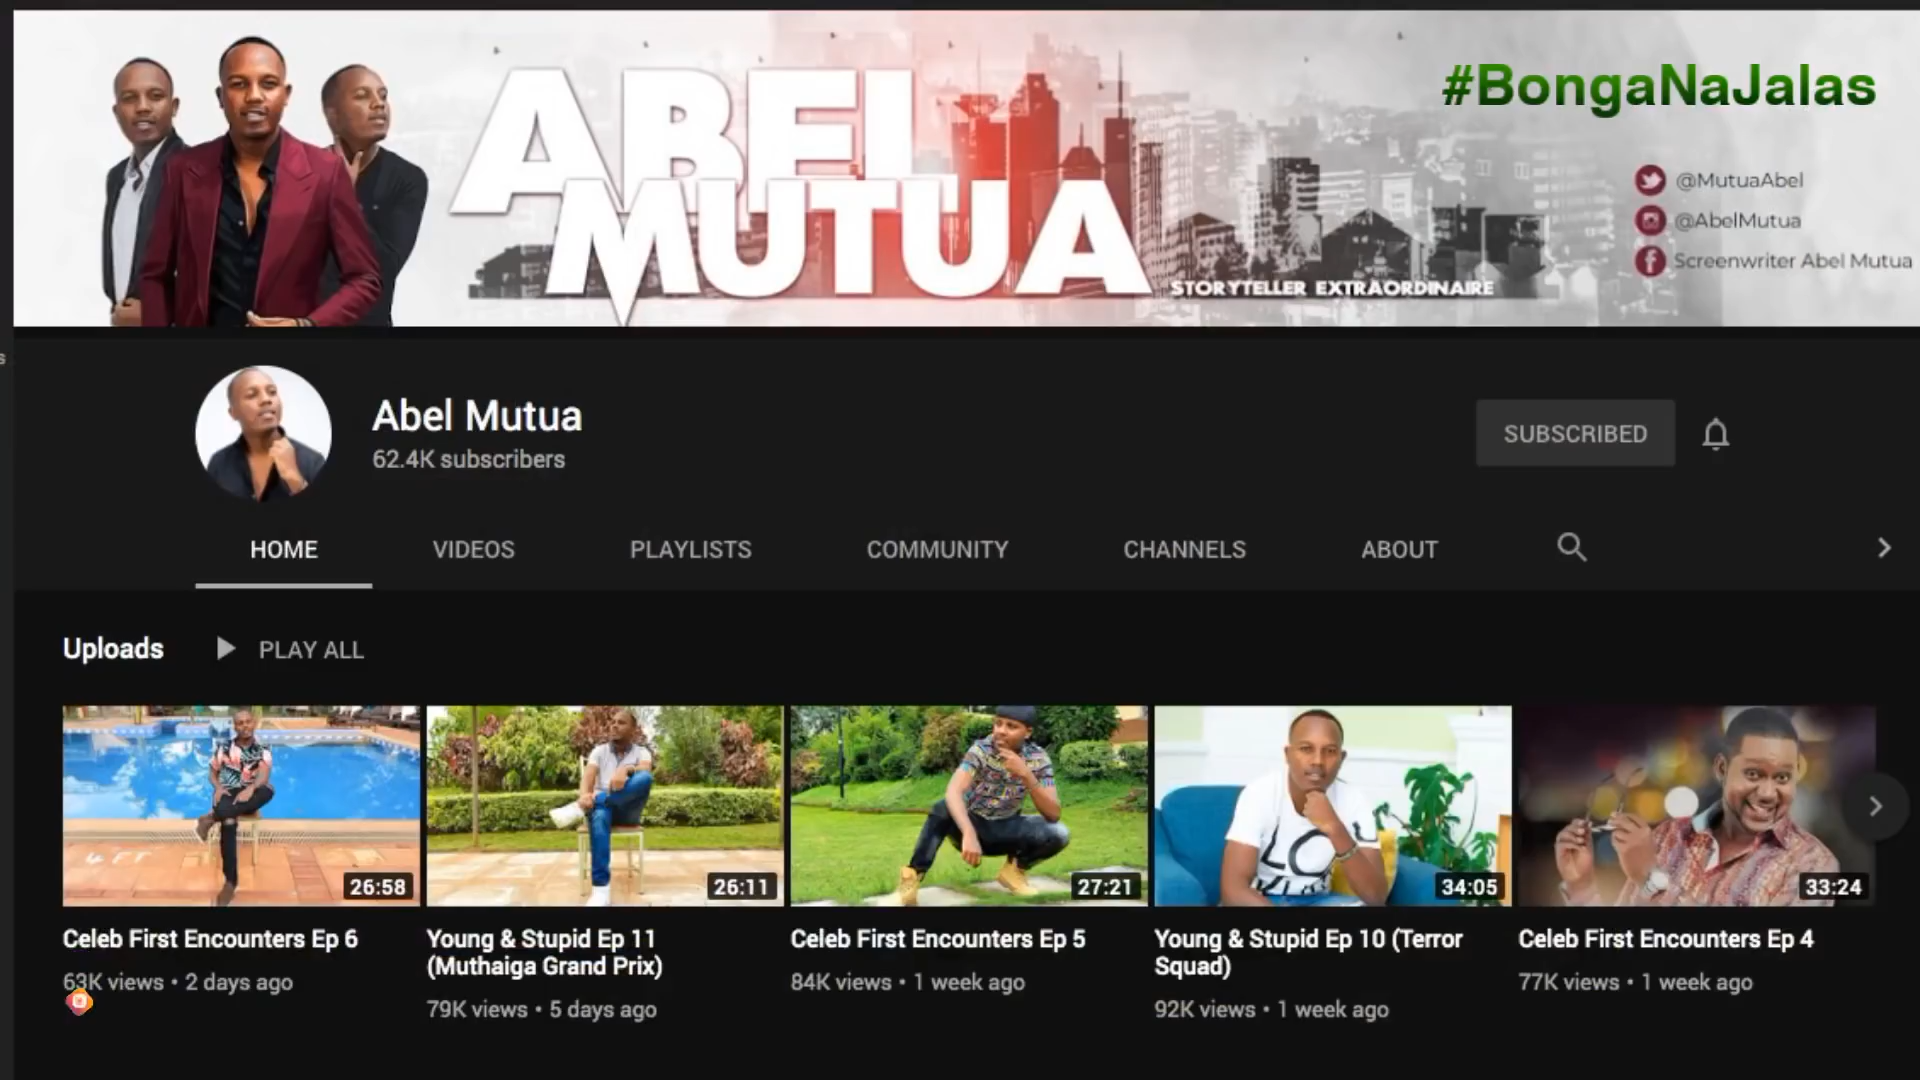 #BongaNaJalas
ABEL
MUTUA
STORYTELLER EXTRAORDINAIRE
@MutuaAbel
@AbelMutua
Screenwriter Abel Mutua
s
Abel Mutua
62.4K subscribers
SUBSCRIBED
HOME VIDEOS PLAYLISTS COMMUNITY CHANNELS ABOUT
Uploads PLAY ALL
4 FT
26:58
26:11
LOU
27:21
34:05
33:24
Celeb First Encounters Ep 6
63K views • 2 days ago
Young & Stupid Ep 11
(Muthaiga Grand Prix)
79K views • 5 days ago
Celeb First Encounters Ep 5
84K views • 1 week ago
Young & Stupid Ep 10 (Terror
Squad)
92K views • 1 week ago
Celeb First Encounters Ep 4
77K views • 1 week ago